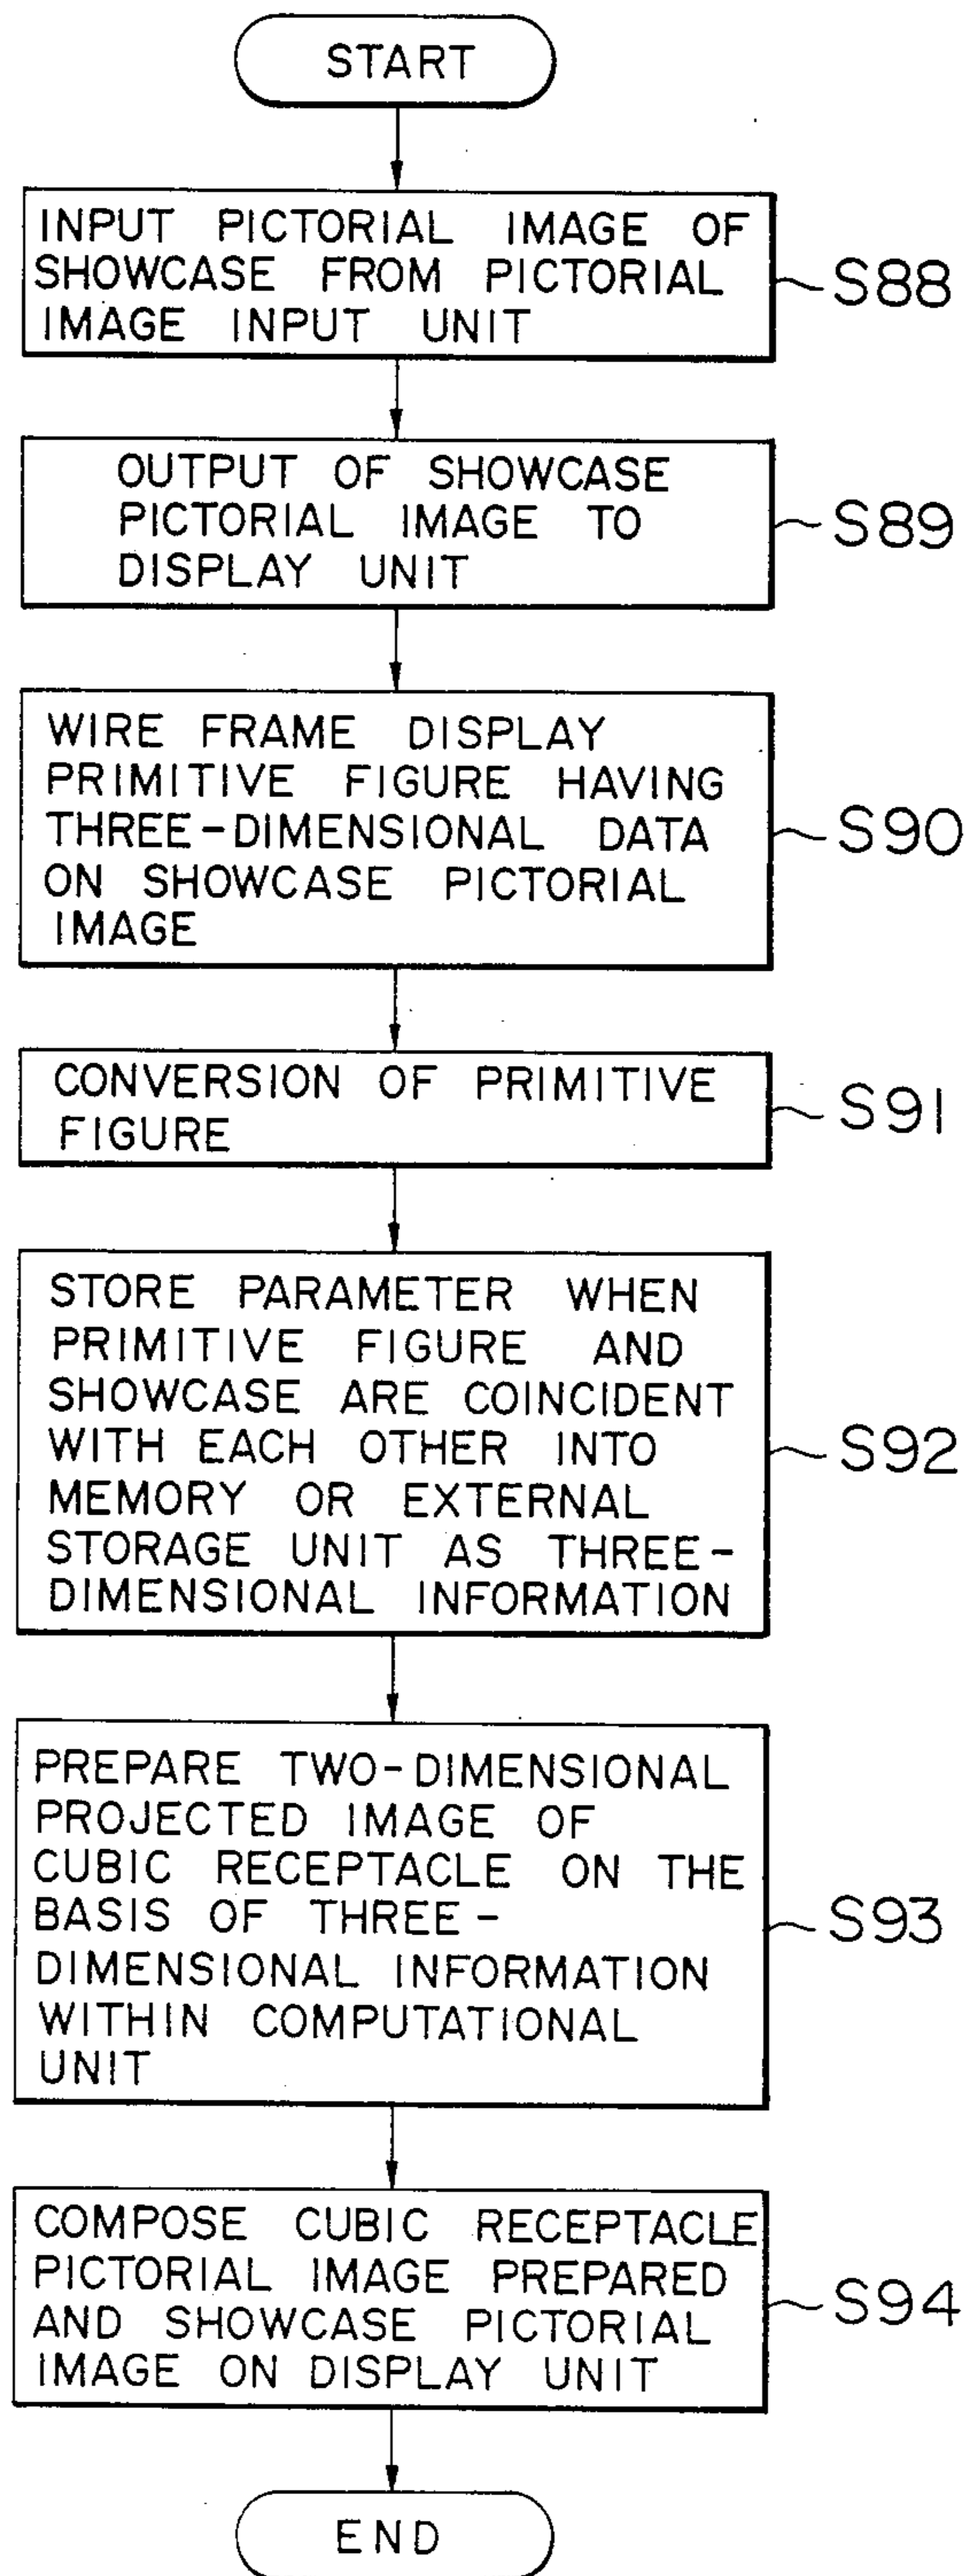 START
INPUT PICTORIAL IMAGE OF
SHOWCASE FROM PICTORIAL
IMAGE INPUT UNIT
S88
OUTPUT OF SHOWCASE
PICTORIAL IMAGE TO
DISPLAY UNIT
S89
WIRE FRAME DISPLAY
PRIMITIVE FIGURE HAVING
THREE-DIMENSIONAL DATA
ON SHOWCASE PICTORIAL
IMAGE
S90
CONVERSION OF PRIMITIVE
FIGURE
S91
STORE PARAMETER WHEN
PRIMITIVE FIGURE AND
SHOWCASE ARE COINCIDENT
WITH EACH OTHER INTO
MEMORY OR EXTERNAL
STORAGE UNIT AS THREE-
DIMENSIONAL INFORMATION
S92
PREPARE TWO-DIMENSIONAL
PROJECTED IMAGE OF
CUBIC RECEPTACLE ON THE
BASIS OF THREE-
DIMENSIONAL INFORMATION
WITHIN COMPUTATIONAL
UNIT
S93
COMPOSE CUBIC RECEPTACLE
PICTORIAL IMAGE PREPARED
AND SHOWCASE PICTORIAL
IMAGE ON DISPLAY UNIT
S94
END